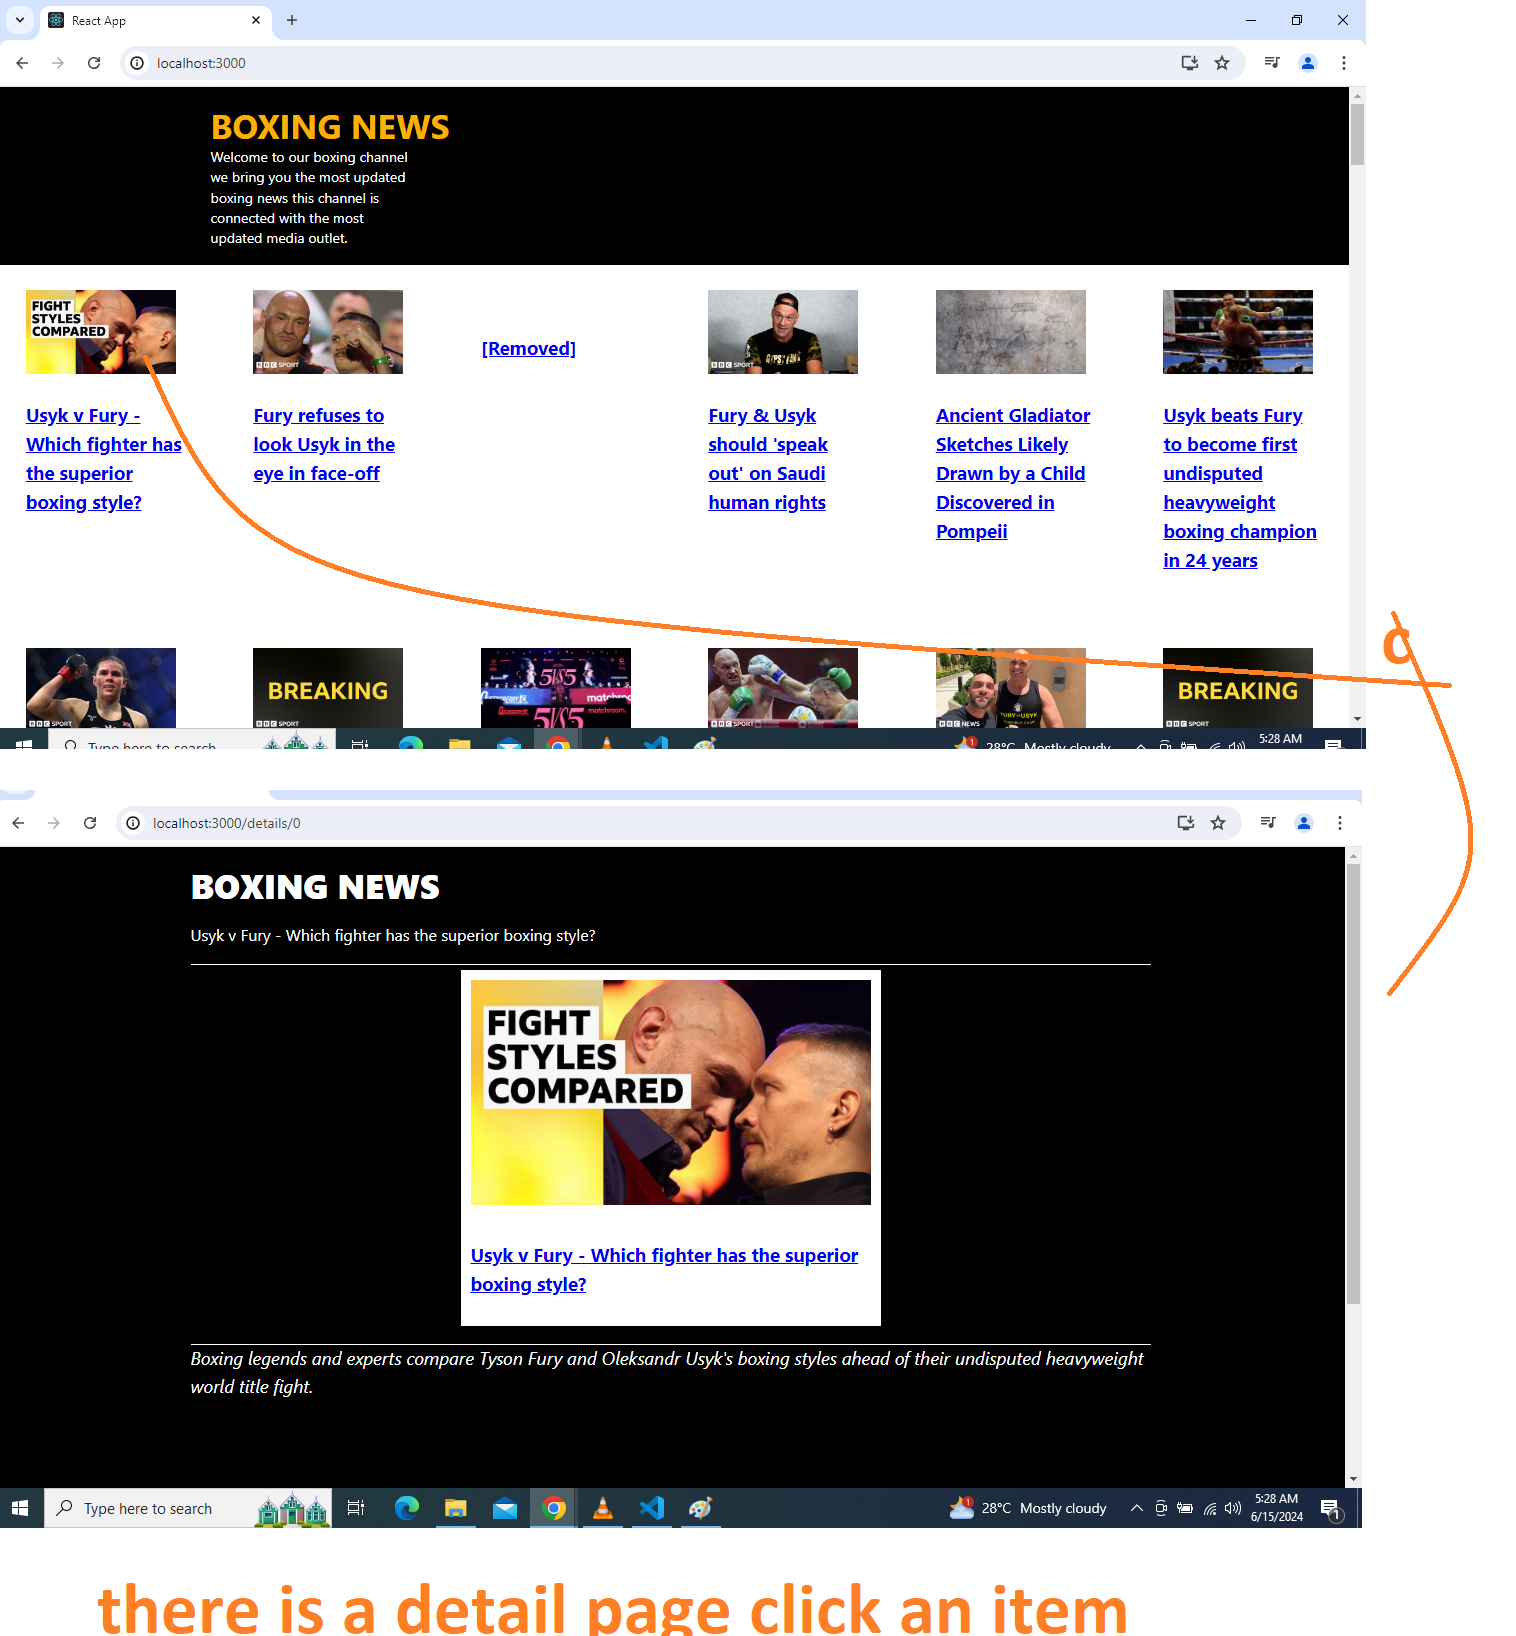 React App
localhost:3000
BOXING NEWS
Welcome to our boxing channel
we bring you the most updated
boxing news this channel is
connected with the most
updated media outlet.
FIGHT
STYLES
COMPARED
BBC SPORT
[Removed]
BBC SPORT
Usyk v Fury -
Which fighter has
the superior
boxing style?
Fury refuses to
look Usyk in the
eye in face-off
Fury & Usyk
should 'speak
out' on Saudi
human rights
Ancient Gladiator
Sketches Likely
Drawn by a Child
Discovered in
Pompeii
Usyk beats Fury
to become first
undisputed
heavyweight
boxing champion
in 24 years
c
BBC SPORT
BREAKING
BBC SPORT
5VS5
matchroom
matchroom.
5VS5
BBC SPORT
FURY USYK
BBC NEWS
BREAKING
BBC SPORT
Type here to search
1
28°C Mostly cloudy
5:28 AM
localhost:3000/details/0
BOXING NEWS
Usyk v Fury - Which fighter has the superior boxing style?
FIGHT
STYLES
COMPARED
Usyk v Fury - Which fighter has the superior
boxing style?
Boxing legends and experts compare Tyson Fury and Oleksandr Usyk's boxing styles ahead of their undisputed heavyweight
world title fight.
Type here to search
1
28°C Mostly cloudy
5:28 AM
6/15/2024
1
there is a detail page click an item